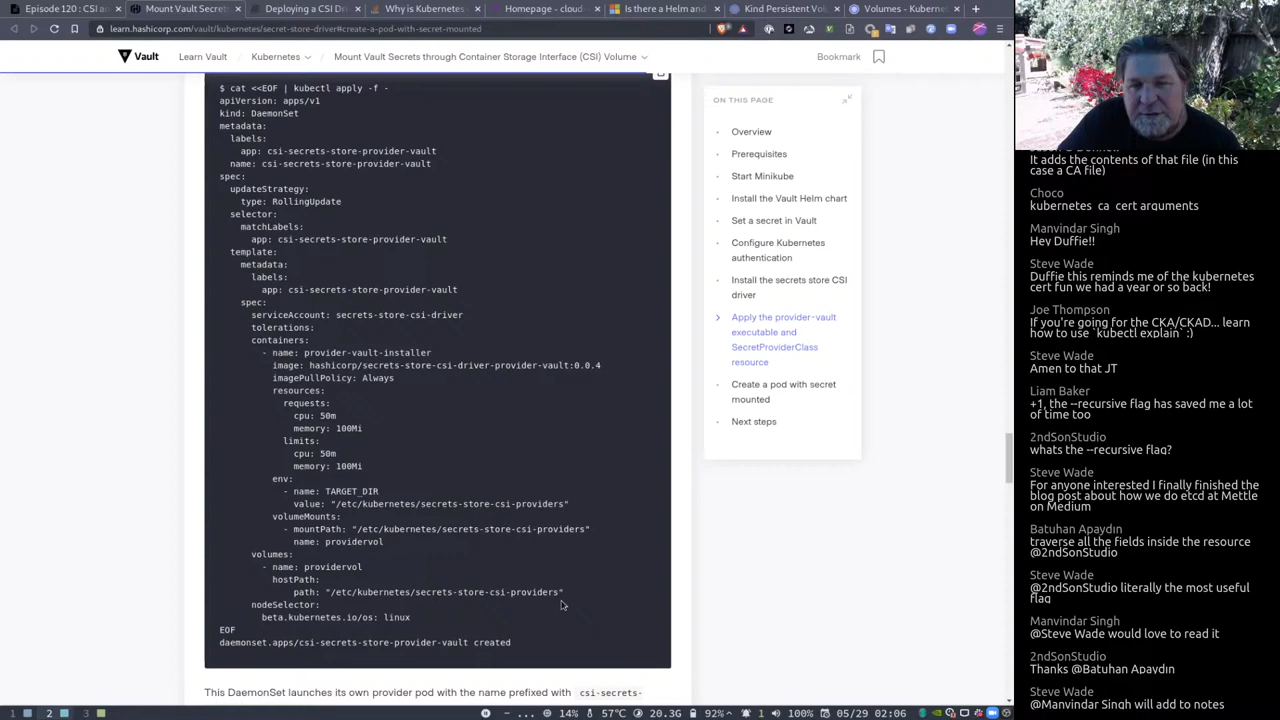 Episode 120 : CSI an
Mount Vault Secret
Deploying a CSI Dri
Why is Kubernetes
Homepage - cloud-
Is there a Helm and
Kind Persistent Volu
Volumes - Kubernet
learn.hashicorp.com/vault/kubernetes/secret-store-driver#create-a-pod-with-secret-mounted
Vault
Learn Vault
Kubernetes
Mount Vault Secrets through Container Storage Interface (CSI) Volume
Bookmark
$ cat <<EOF | kubectl apply -f -
apiVersion: apps/v1
kind: DaemonSet
metadata:
labels:
app: csi-secrets-store-provider-vault
name: csi-secrets-store-provider-vault
spec:
updateStrategy:
type: RollingUpdate
selector:
matchLabels:
app: csi-secrets-store-provider-vault
template:
metadata:
labels:
app: csi-secrets-store-provider-vault
spec:
serviceAccount: secrets-store-csi-driver
tolerations:
containers:
- name: provider-vault-installer
image: hashicorp/secrets-store-csi-driver-provider-vault:0.0.4
imagePullPolicy: Always
resources:
requests:
cpu: 50m
memory: 100Mi
limits:
cpu: 50m
memory: 100Mi
env:
- name: TARGET_DIR
value: "/etc/kubernetes/secrets-store-csi-providers"
volumeMounts:
- mountPath: "/etc/kubernetes/secrets-store-csi-providers"
name: providervol
volumes:
- name: providervol
hostPath:
path: "/etc/kubernetes/secrets-store-csi-providers"
nodeSelector:
beta.kubernetes.io/os: linux
EOF
daemonset.apps/csi-secrets-store-provider-vault created
This DaemonSet launches its own provider pod with the name prefixed with csi-secrets-
ON THIS PAGE
Overview
Prerequisites
Start Minikube
Install the Vault Helm chart
Set a secret in Vault
Configure Kubernetes
authentication
Install the secrets store CSI
driver
Apply the provider-vault
executable and
SecretProviderClass
resource
Create a pod with secret
mounted
Next steps
It adds the contents of that file (in this
case a CA file)
Choco
kubernetes_ca_cert arguments
Manvindar Singh
Hey Duffie!!
Steve Wade
Duffie this reminds me of the kubernetes
cert fun we had a year or so back!
Joe Thompson
If you're going for the CKA/CKAD... learn
how to use `kubectl explain` :)
Steve Wade
Amen to that JT
Liam Baker
+1, the --recursive flag has saved me a lot
of time too
2ndSonStudio
whats the --recursive flag?
Steve Wade
For anyone interested I finally finished the
blog post about how we do etcd at Mettle
on Medium
Batuhan Apaydın
traverse all the fields inside the resource
@2ndSonStudio
Steve Wade
@2ndSonStudio literally the most useful
flag
Manvindar Singh
@Steve Wade would love to read it
2ndSonStudio
Thanks @Batuhan Apaydın
Steve Wade
@Manvindar Singh will add to notes
1 2 3
14% 57℃ 20.3G 92% 1 100% 05/29 02:06